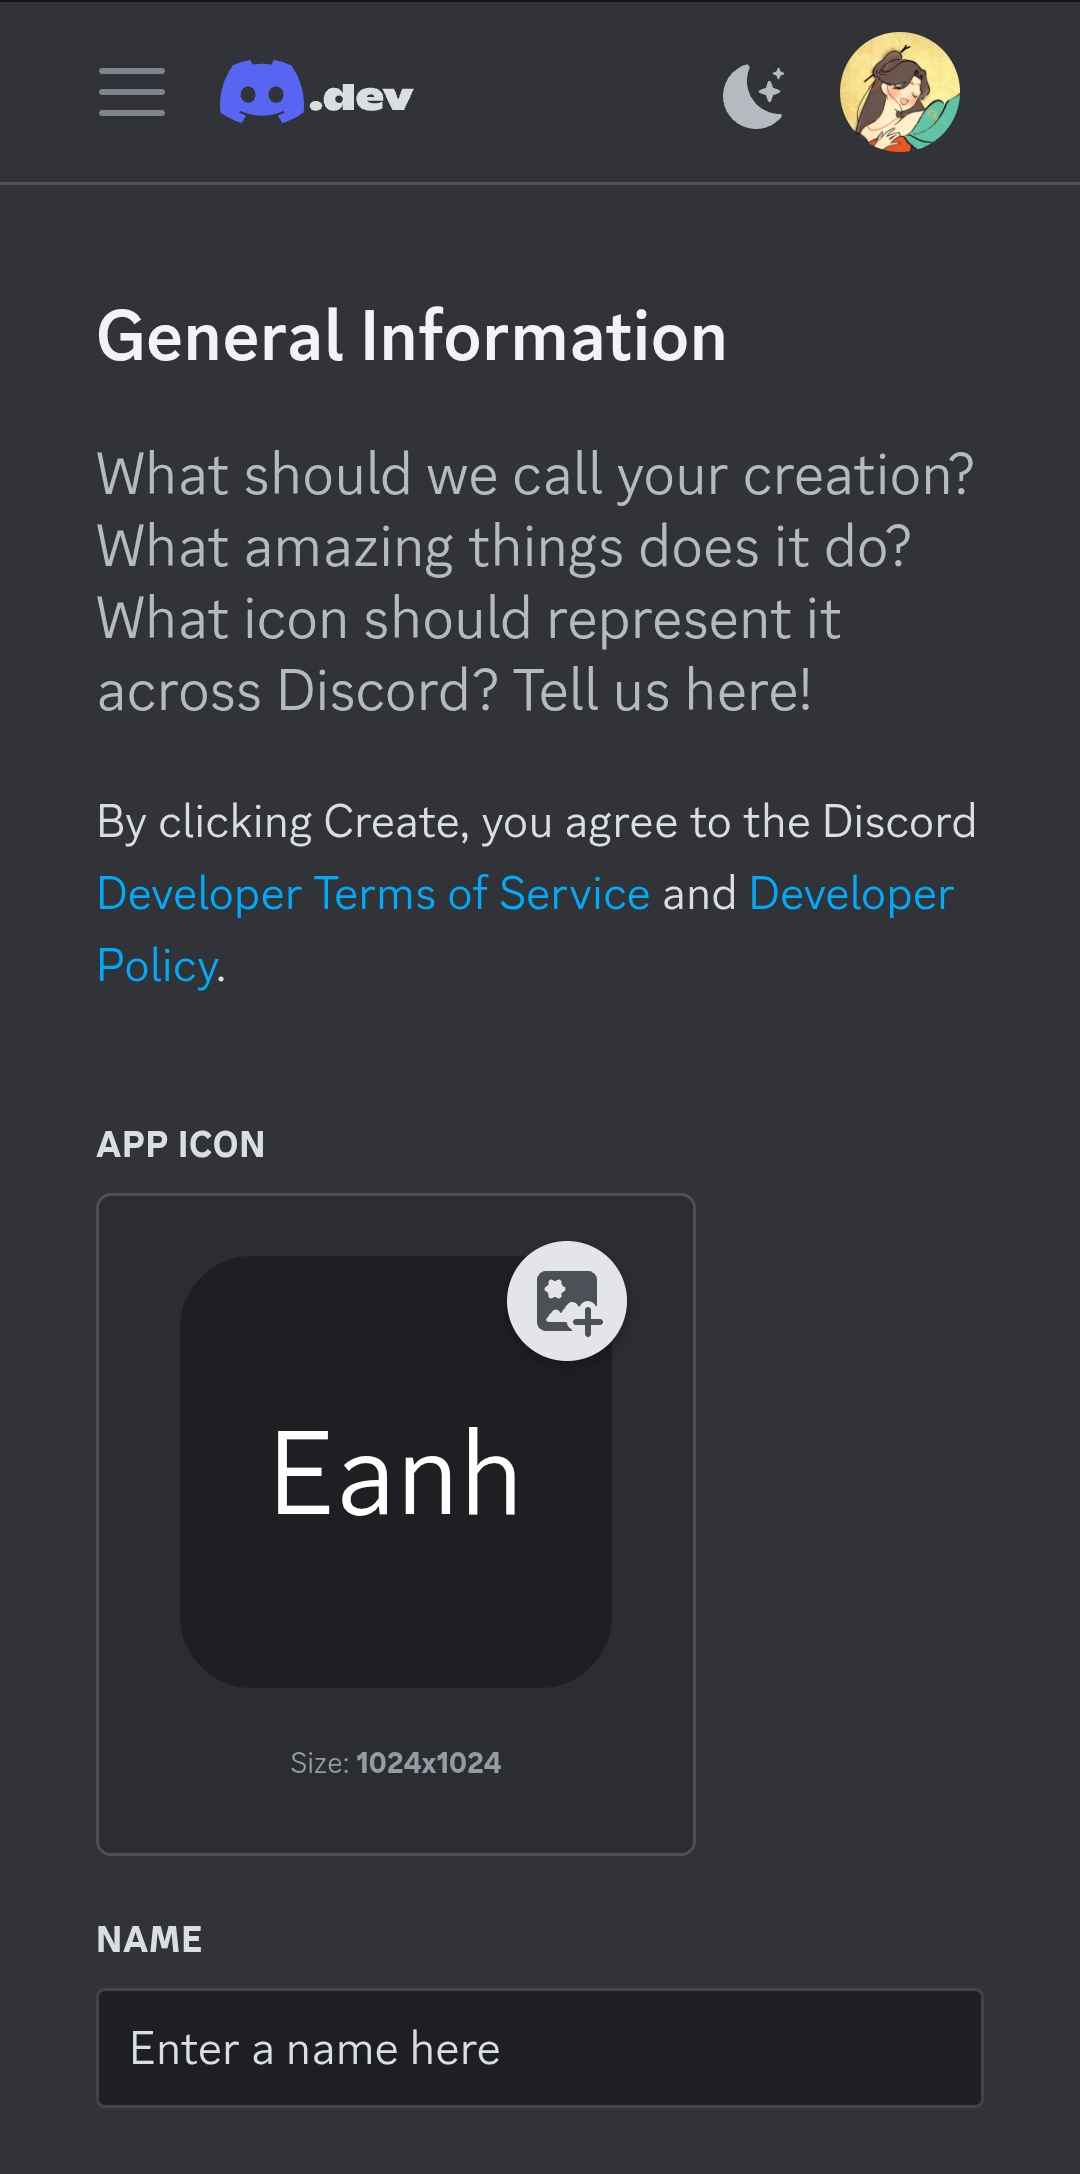 .dev
General Information
What should we call your creation?
What amazing things does it do?
What icon should represent it
across Discord? Tell us here!
By clicking Create, you agree to the Discord
Developer Terms of Service and Developer
Policy.
APP ICON
Eanh
Size: 1024x1024
NAME
Enter a name here